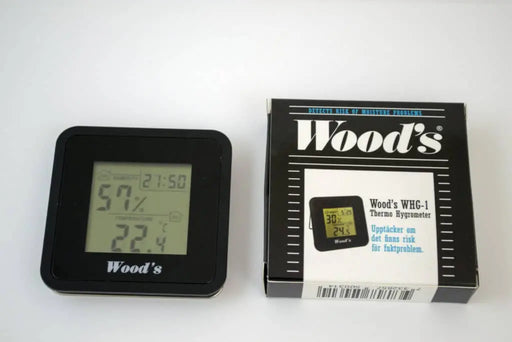 HUMIDITY
21:50
57%
TEMPERATURE
22.4 °C
Wood's
DETECTS RISK OF MOISTURE PROBLEMS
Wood's®
Wood's WHG-1
Thermo Hygrometer
Upptäcker om
det finns risk
för fuktproblem.
30%
24.
Wood's